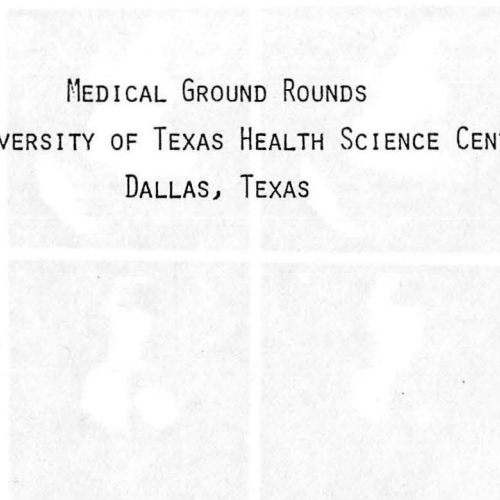 MEDICAL GROUND ROUNDS
VERSITY OF TEXAS HEALTH SCIENCE CEN
DALLAS, TEXAS